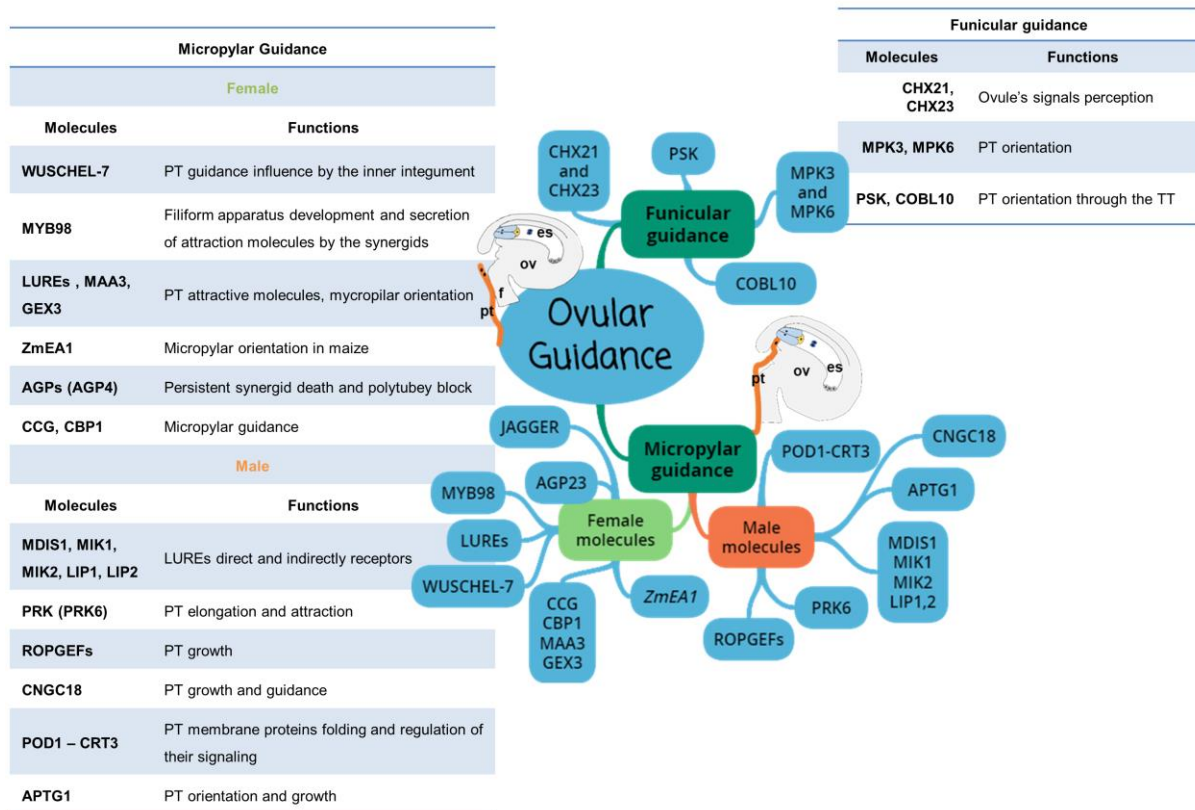 Micropylar Guidance
Female
Molecules Functions
WUSCHEL-7 PT guidance influence by the inner integument
MYB98 Filiform apparatus development and secretion
of attraction molecules by the synergids
LUREs , MAA3,
GEX3 PT attractive molecules, mycropilar orientation
ZmEA1 Micropylar orientation in maize
AGPs (AGP4) Persistent synergid death and polytubey block
CCG, CBP1 Micropylar guidance
Male
Molecules Functions
MDIS1, MIK1,
MIK2, LIP1, LIP2 LUREs direct and indirectly receptors
PRK (PRK6) PT elongation and attraction
ROPGEFs PT growth
CNGC18 PT growth and guidance
POD1 – CRT3 PT membrane proteins folding and regulation of
their signaling
APTG1 PT orientation and growth
Funicular guidance
Molecules Functions
CHX21,
CHX23 Ovule’s signals perception
MPK3, MPK6 PT orientation
PSK, COBL10 PT orientation through the TT
CHX21
and
CHX23
PSK
MPK3
and
MPK6
Funicular
guidance
COBL10
es
ov
f
pt
Ovular
Guidance
pt
ov
es
Micropylar
guidance
JAGGER
AGP23
MYB98
LUREs
WUSCHEL-7
Female
molecules
CCG
CBP1
MAA3
GEX3
ZmEA1
Male
molecules
POD1-CRT3
CNGC18
APTG1
MDIS1
MIK1
MIK2
LIP1,2
PRK6
ROPGEFs